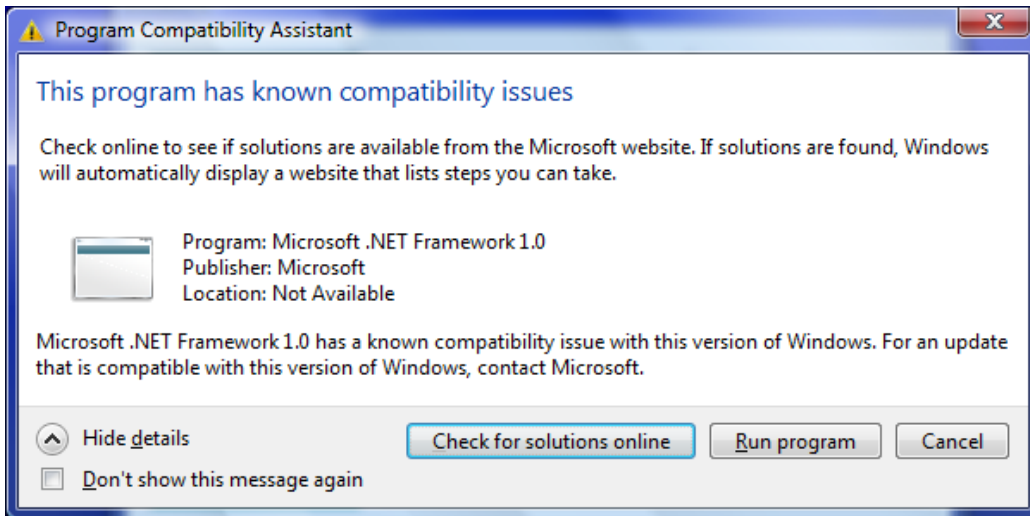 Program Compatibility Assistant
This program has known compatibility issues
Check online to see if solutions are available from the Microsoft website. If solutions are found, Windows
will automatically display a website that lists steps you can take.
Program: Microsoft .NET Framework 1.0
Publisher: Microsoft
Location: Not Available
Microsoft .NET Framework 1.0 has a known compatibility issue with this version of Windows. For an update
that is compatible with this version of Windows, contact Microsoft.
Hide details
Check for solutions online
Run program
Cancel
Don't show this message again